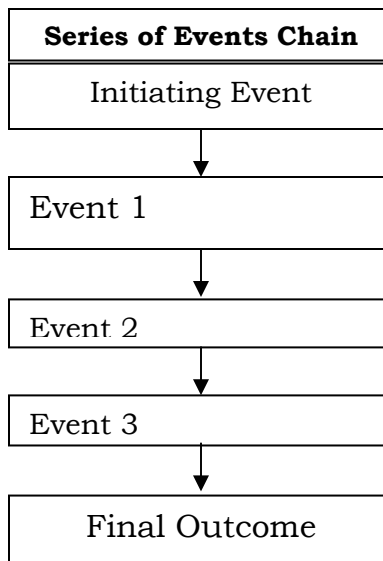 Series of Events Chain
Initiating Event
Event 1
Event 2
Event 3
Final Outcome